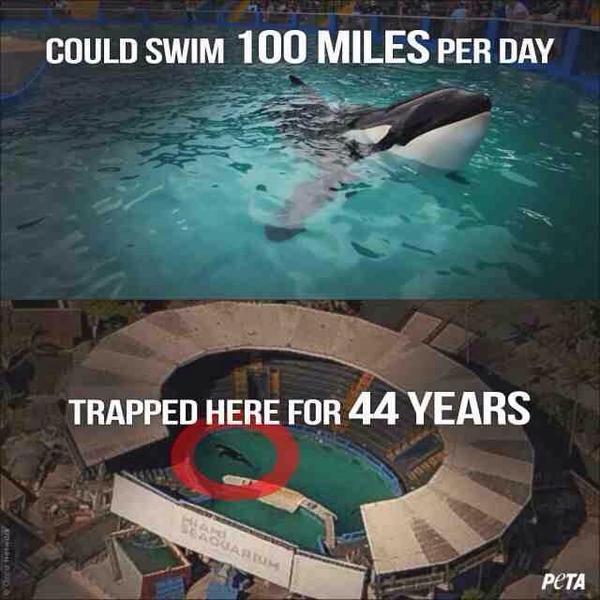 COULD SWIM 100 MILES PER DAY
TRAPPED HERE FOR 44 YEARS
MIAMI
SEAQUARIUM
PETA